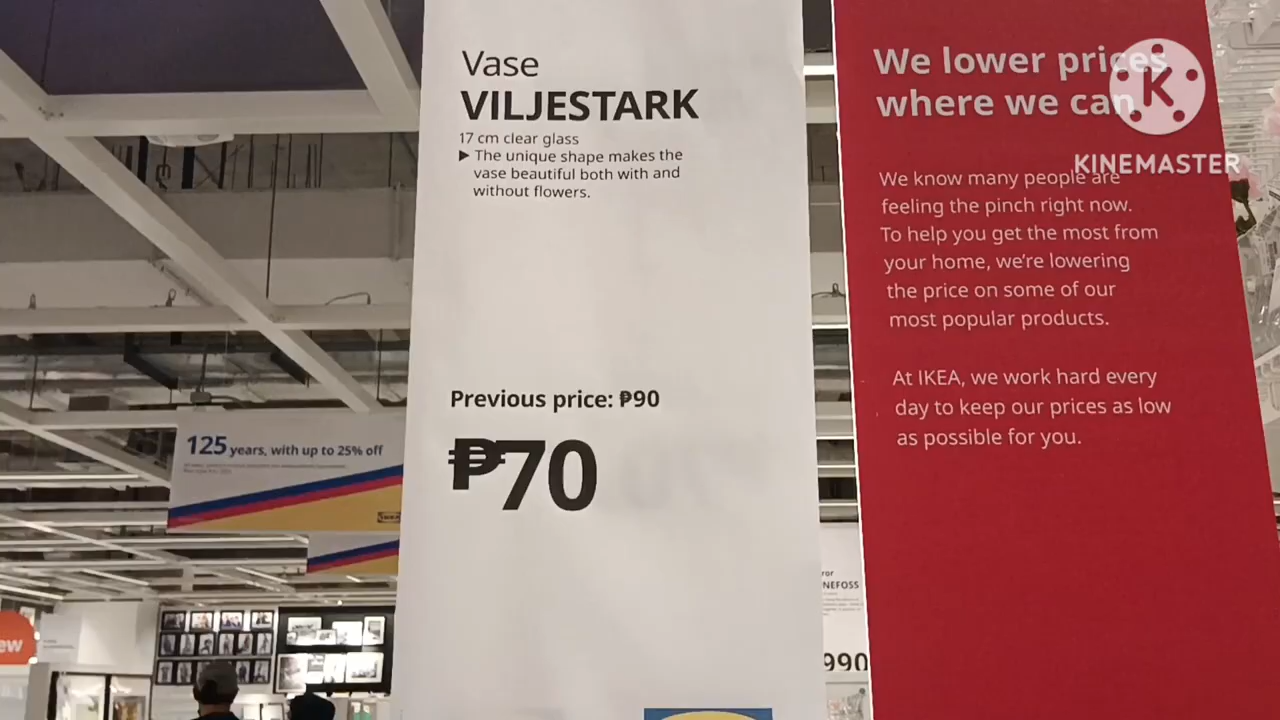 Vase
VILJESTARK
17 cm clear glass
▶ The unique shape makes the
vase beautiful both with and
without flowers.
Previous price: ₱90
₱70
We lower prices
where we can
We know many people are
feeling the pinch right now.
To help you get the most from
your home, we're lowering
the price on some of our
most popular products.
At IKEA, we work hard every
day to keep our prices as low
as possible for you.
K
KINEMASTER
125 years, with up to 25% off
IKEA
NEFOSS
990
ew